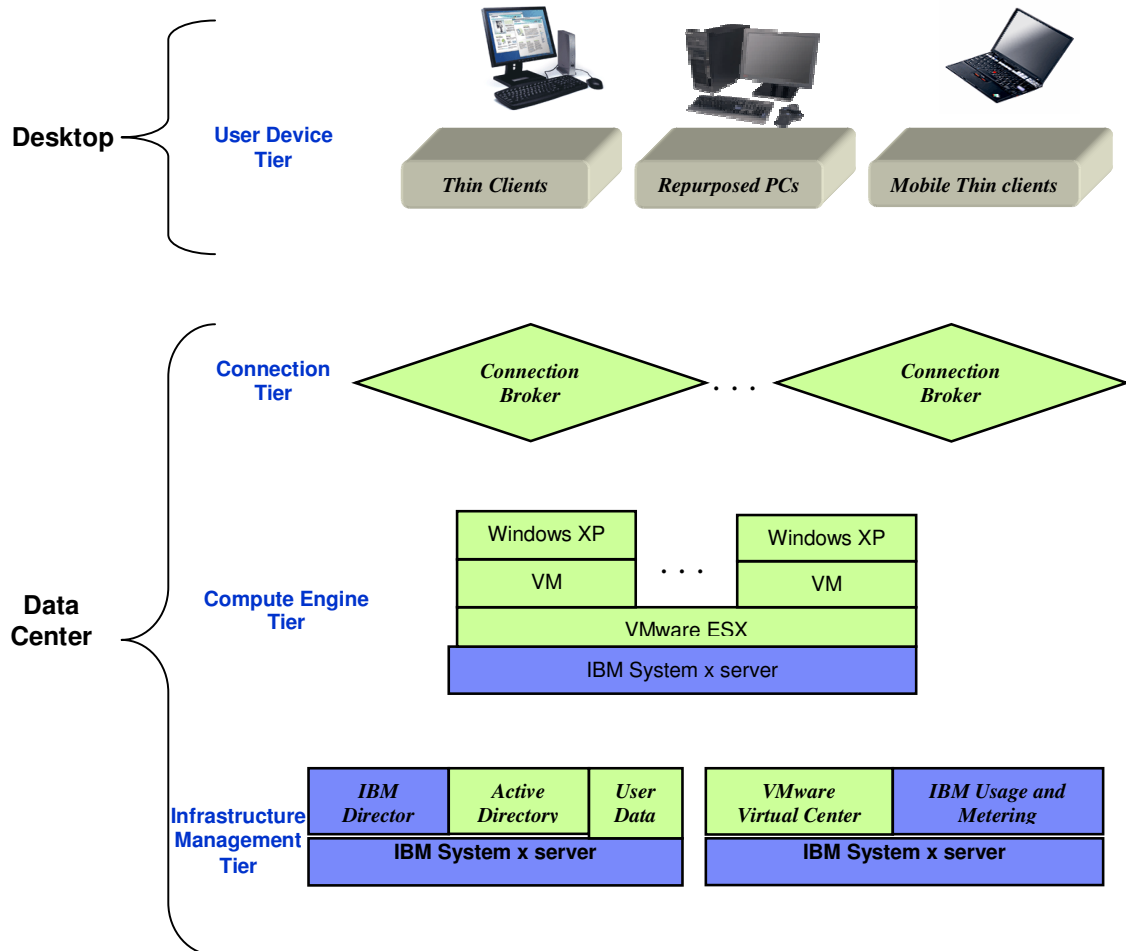 Desktop
User Device
Tier
Thin Clients
Repurposed PCs
Mobile Thin clients
Connection
Tier
Connection
Broker
. . .
Connection
Broker
Data
Center
Compute Engine
Tier
Windows XP
VM
. . .
Windows XP
VM
VMware ESX
IBM System x server
Infrastructure
Management
Tier
IBM
Director
Active
Directory
User
Data
IBM System x server
VMware
Virtual Center
IBM Usage and
Metering
IBM System x server